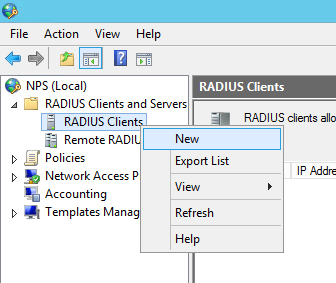 File Action View Help
NPS (Local)
RADIUS Clients and Servers
RADIUS Clients
Remote RADIU
Policies
Network Access P
Accounting
Templates Manag
New
Export List
View
Refresh
Help
RADIUS Clients
RADIUS clients allo
IP Addre